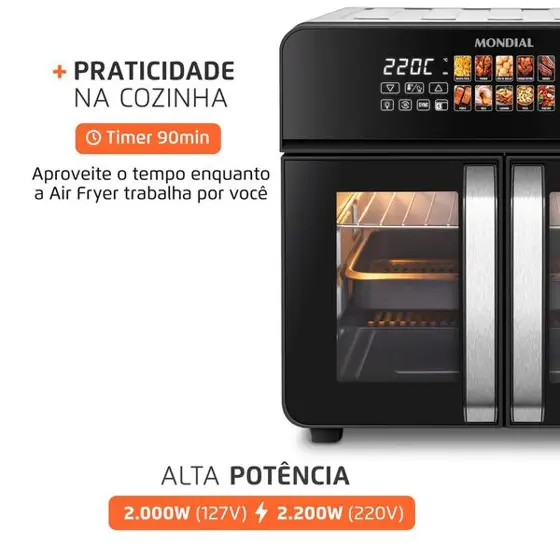 + PRATICIDADE
NA COZINHA
Timer 90min
Aproveite o tempo enquanto
a Air Fryer trabalha por você
MONDIAL
220C
SYNC
ALTA POTÊNCIA
2.000W (127V) 2.200W (220V)